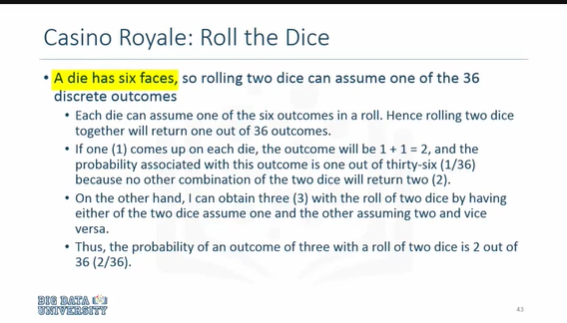 Casino Royale: Roll the Dice
• A die has six faces, so rolling two dice can assume one of the 36
discrete outcomes
• Each die can assume one of the six outcomes in a roll. Hence rolling two dice
together will return one out of 36 outcomes.
• If one (1) comes up on each die, the outcome will be 1 + 1 = 2, and the
probability associated with this outcome is one out of thirty-six (1/36)
because no other combination of the two dice will return two (2).
• On the other hand, I can obtain three (3) with the roll of two dice by having
either of the two dice assume one and the other assuming two and vice
versa.
• Thus, the probability of an outcome of three with a roll of two dice is 2 out of
36 (2/36).
BIG DATA
UNIVERSITY
43